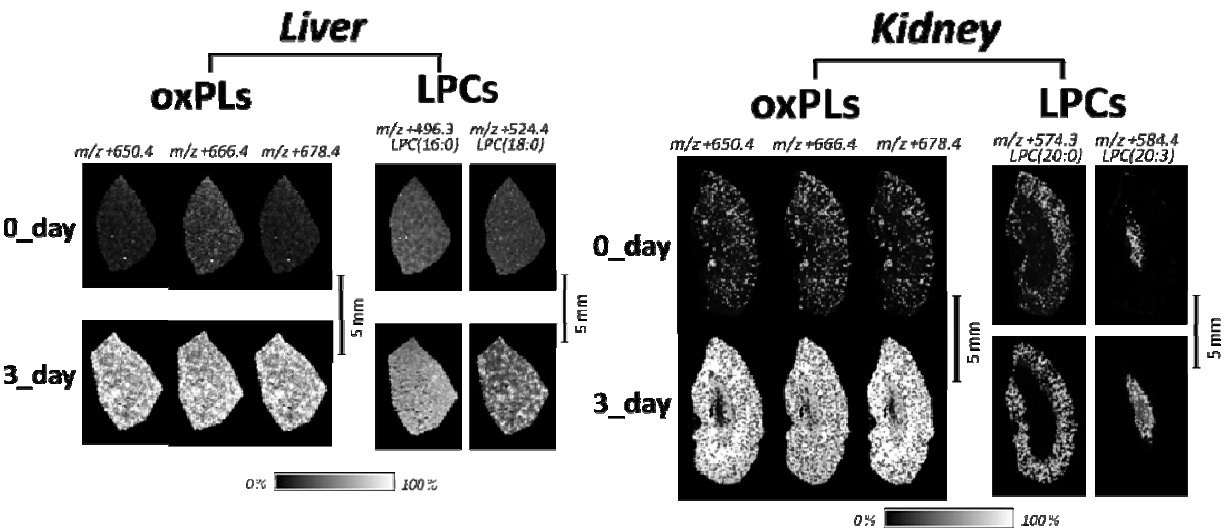 Liver
oxPLs
LPCs
m/z +650.4 m/z +666.4 m/z +678.4
m/z +496.3 m/z +524.4
LPC(16:0) LPC(18:0)
0_day
5 mm
5 mm
3_day
0% 100%
Kidney
oxPLs
LPCs
m/z +650.4 m/z +666.4 m/z +678.4
m/z +574.3 m/z +584.4
LPC(20:0) LPC(20:3)
0_day
5 mm
5 mm
3_day
0% 100%